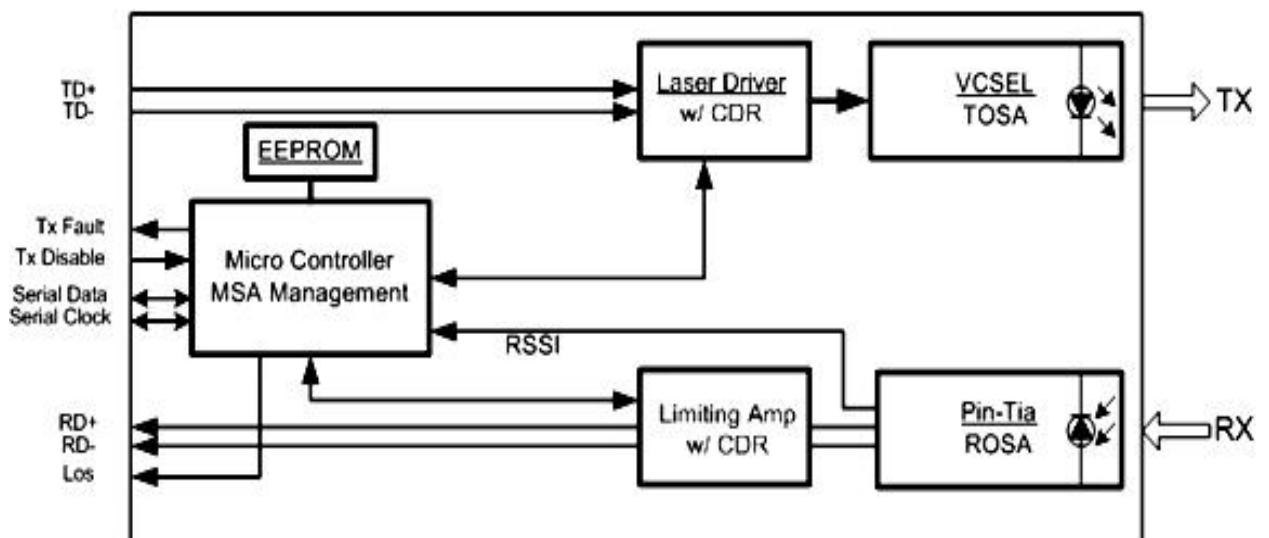 TD+
TD-
Laser Driver
w/ CDR
VCSEL
TOSA
TX
EEPROM
Tx Fault
Tx Disable
Serial Data
Serial Clock
Micro Controller
MSA Management
RSSI
RD+
RD-
Los
Limiting Amp
w/ CDR
Pin-Tia
ROSA
RX